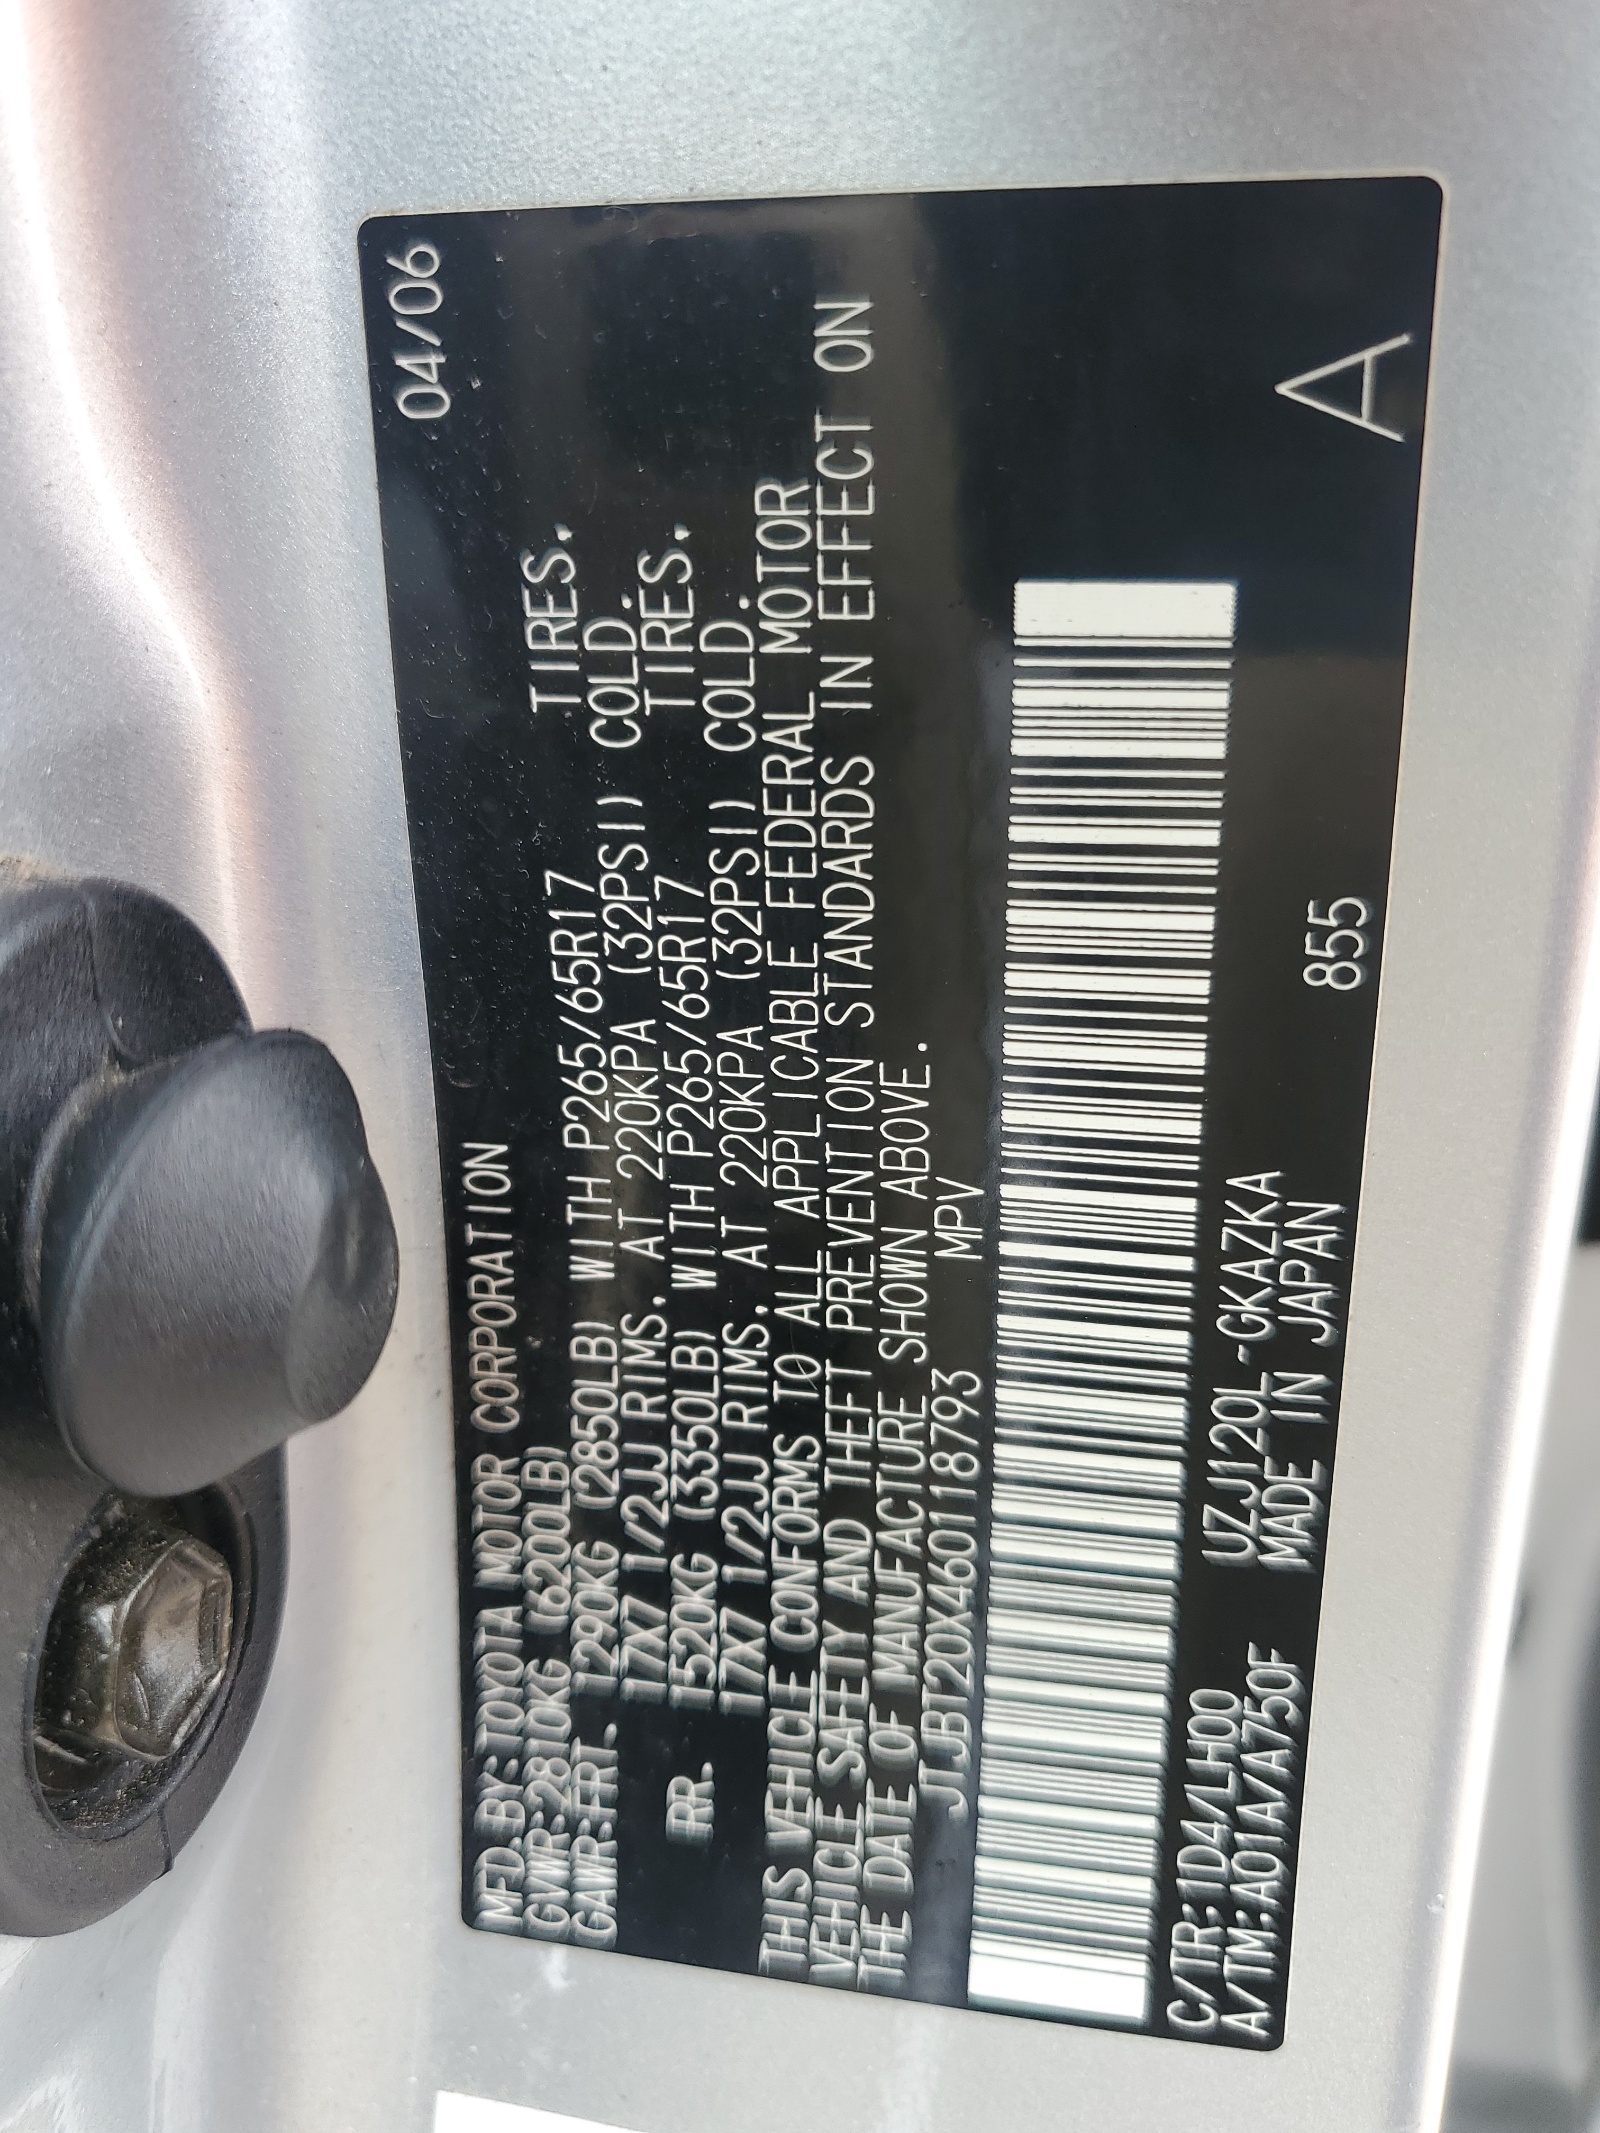 04/06
MFD.BY:TOYOTA MOTOR CORPORATION
GVWR:2810KG (6200LB)
GAWR:FRT. 1290KG (2850LB) WITH P265/65R17 TIRES.
17X7 1/2JJ RIMS. AT 220KPA (32PSI) COLD.
RR. 1520KG (3350LB) WITH P265/65R17 TIRES.
17X7 1/2JJ RIMS. AT 220KPA (32PSI) COLD.
THIS VEHICLE CONFORMS TO ALL APPLICABLE FEDERAL MOTOR
VEHICLE SAFETY AND THEFT PREVENTION STANDARDS IN EFFECT ON
THE DATE OF MANUFACTURE SHOWN ABOVE.
JTJBT20X460118793 MPV
C/TR:1D4/LH00 UZJ120L-GKAZKA
A/TM:A01A/A750F MADE IN JAPAN 855
A